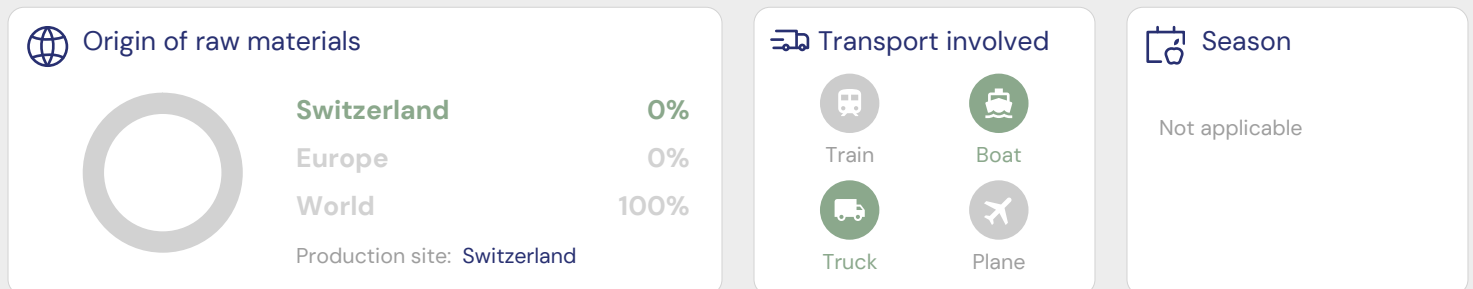 Origin of raw materials
Switzerland 0%
Europe 0%
World 100%
Production site: Switzerland
Transport involved
Train Boat
Truck Plane
Season
Not applicable